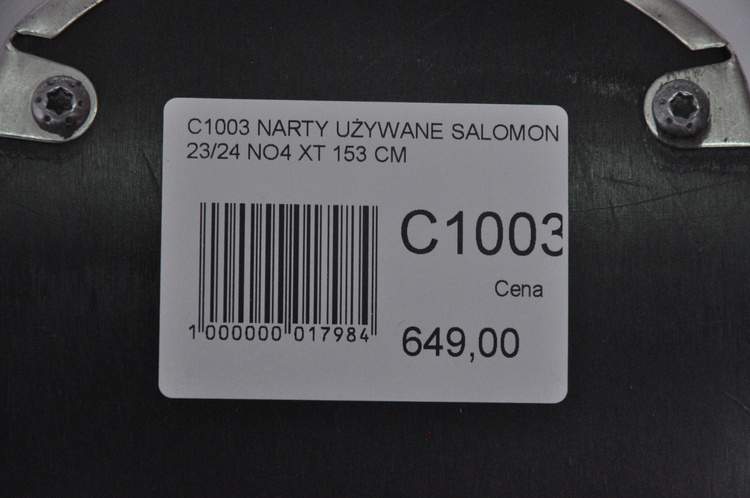 C1003 NARTY UŻYWANE SALOMON
23/24 NO4 XT 153 CM
C1003
Cena
1 000000 017984
649,00